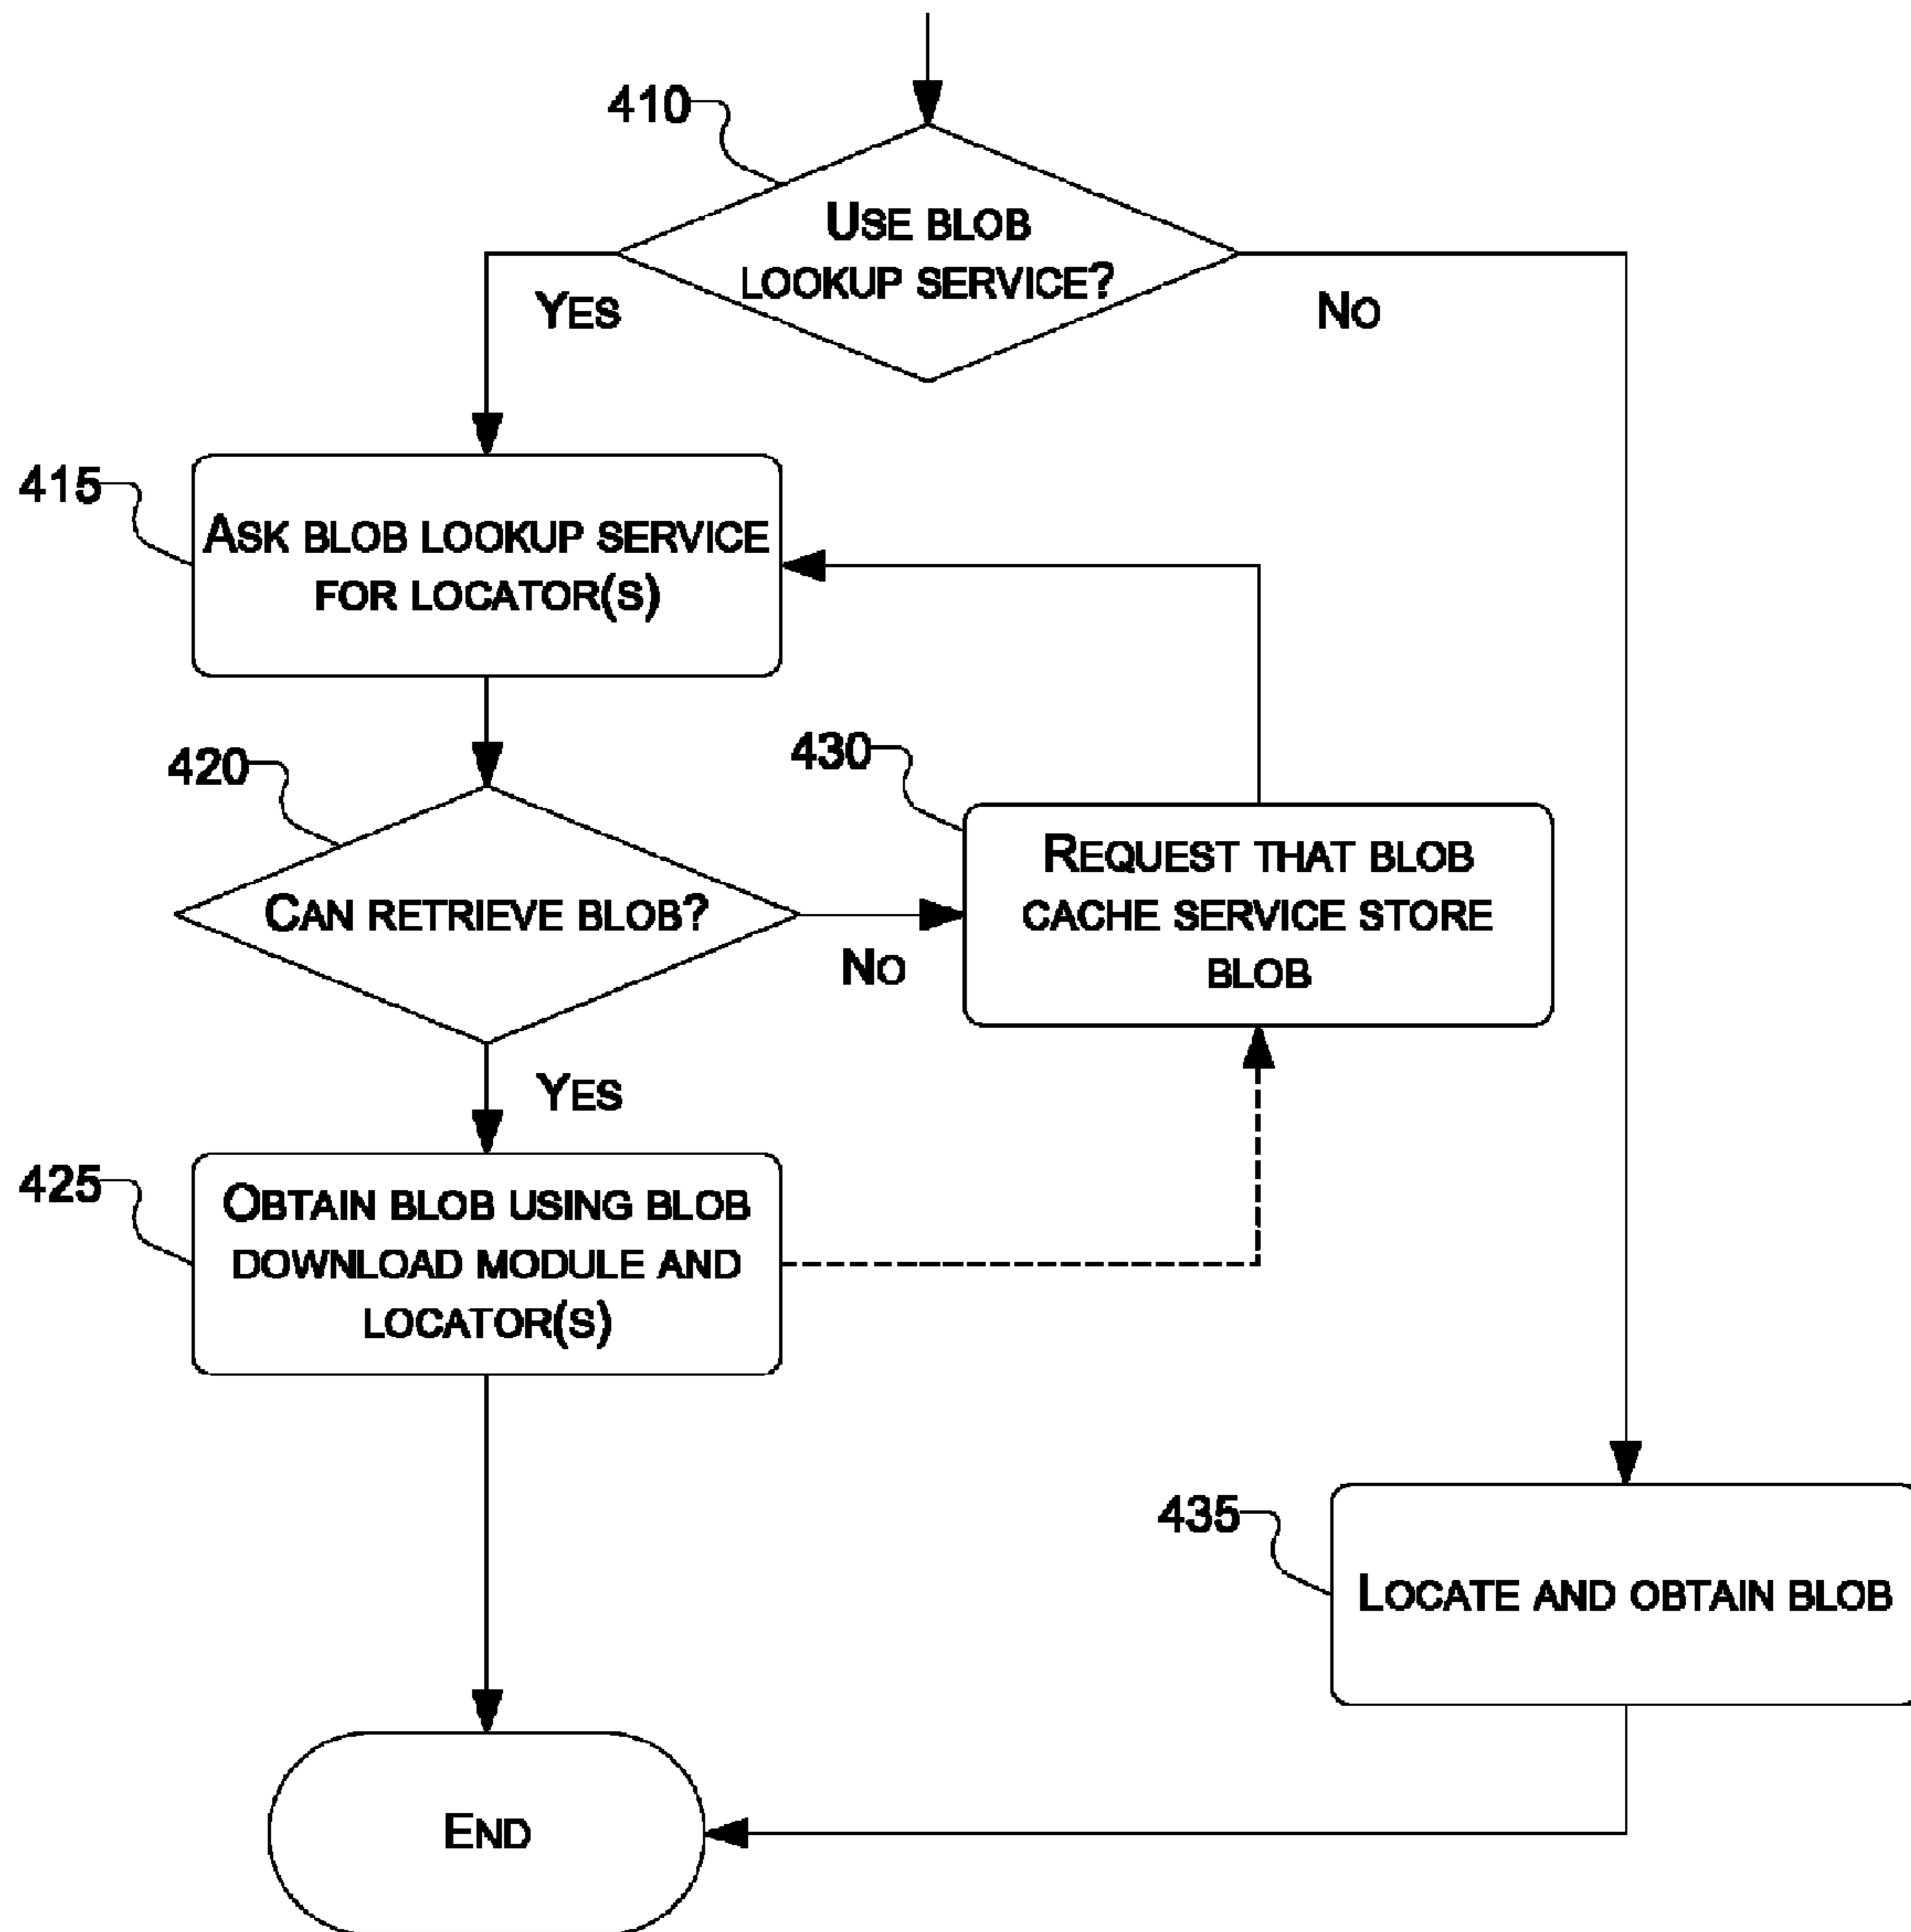 410
USE BLOB
LOOKUP SERVICE?
YES
NO
415
ASK BLOB LOOKUP SERVICE
FOR LOCATOR(S)
420
CAN RETRIEVE BLOB?
NO
YES
430
REQUEST THAT BLOB
CACHE SERVICE STORE
BLOB
425
OBTAIN BLOB USING BLOB
DOWNLOAD MODULE AND
LOCATOR(S)
435
LOCATE AND OBTAIN BLOB
END